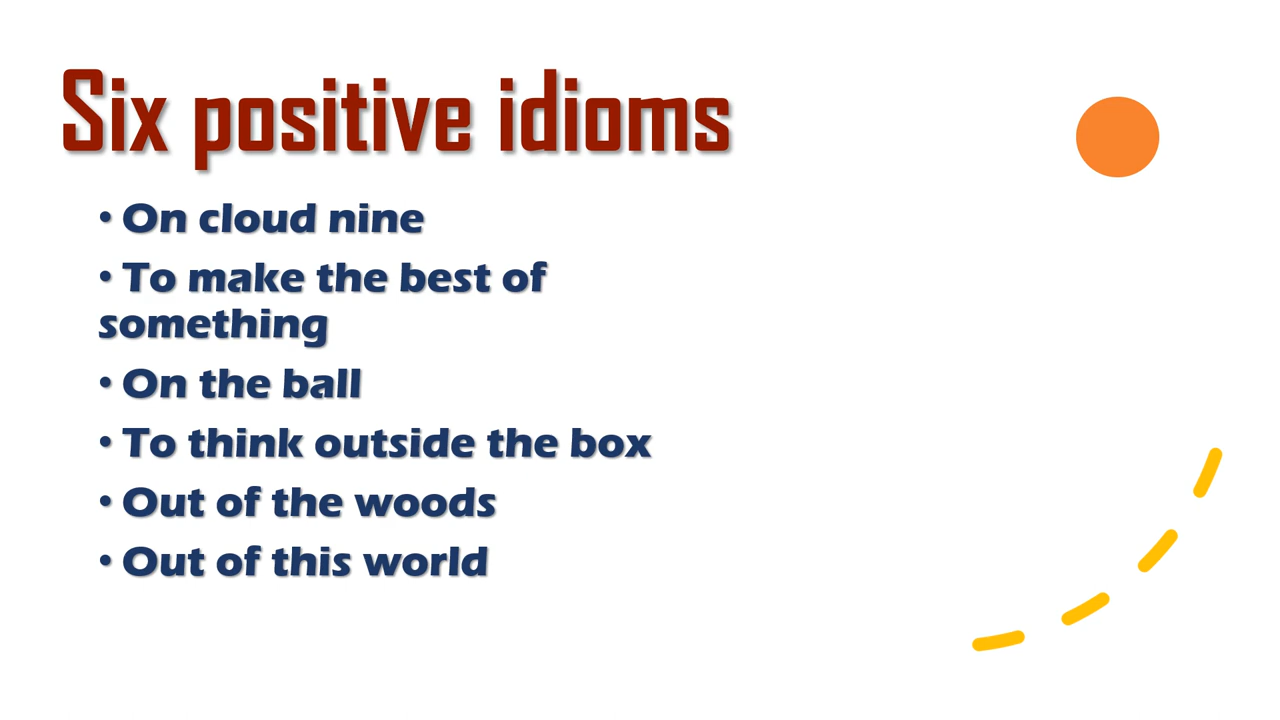 Six positive idioms
• On cloud nine
• To make the best of
something
• On the ball
• To think outside the box
• Out of the woods
• Out of this world